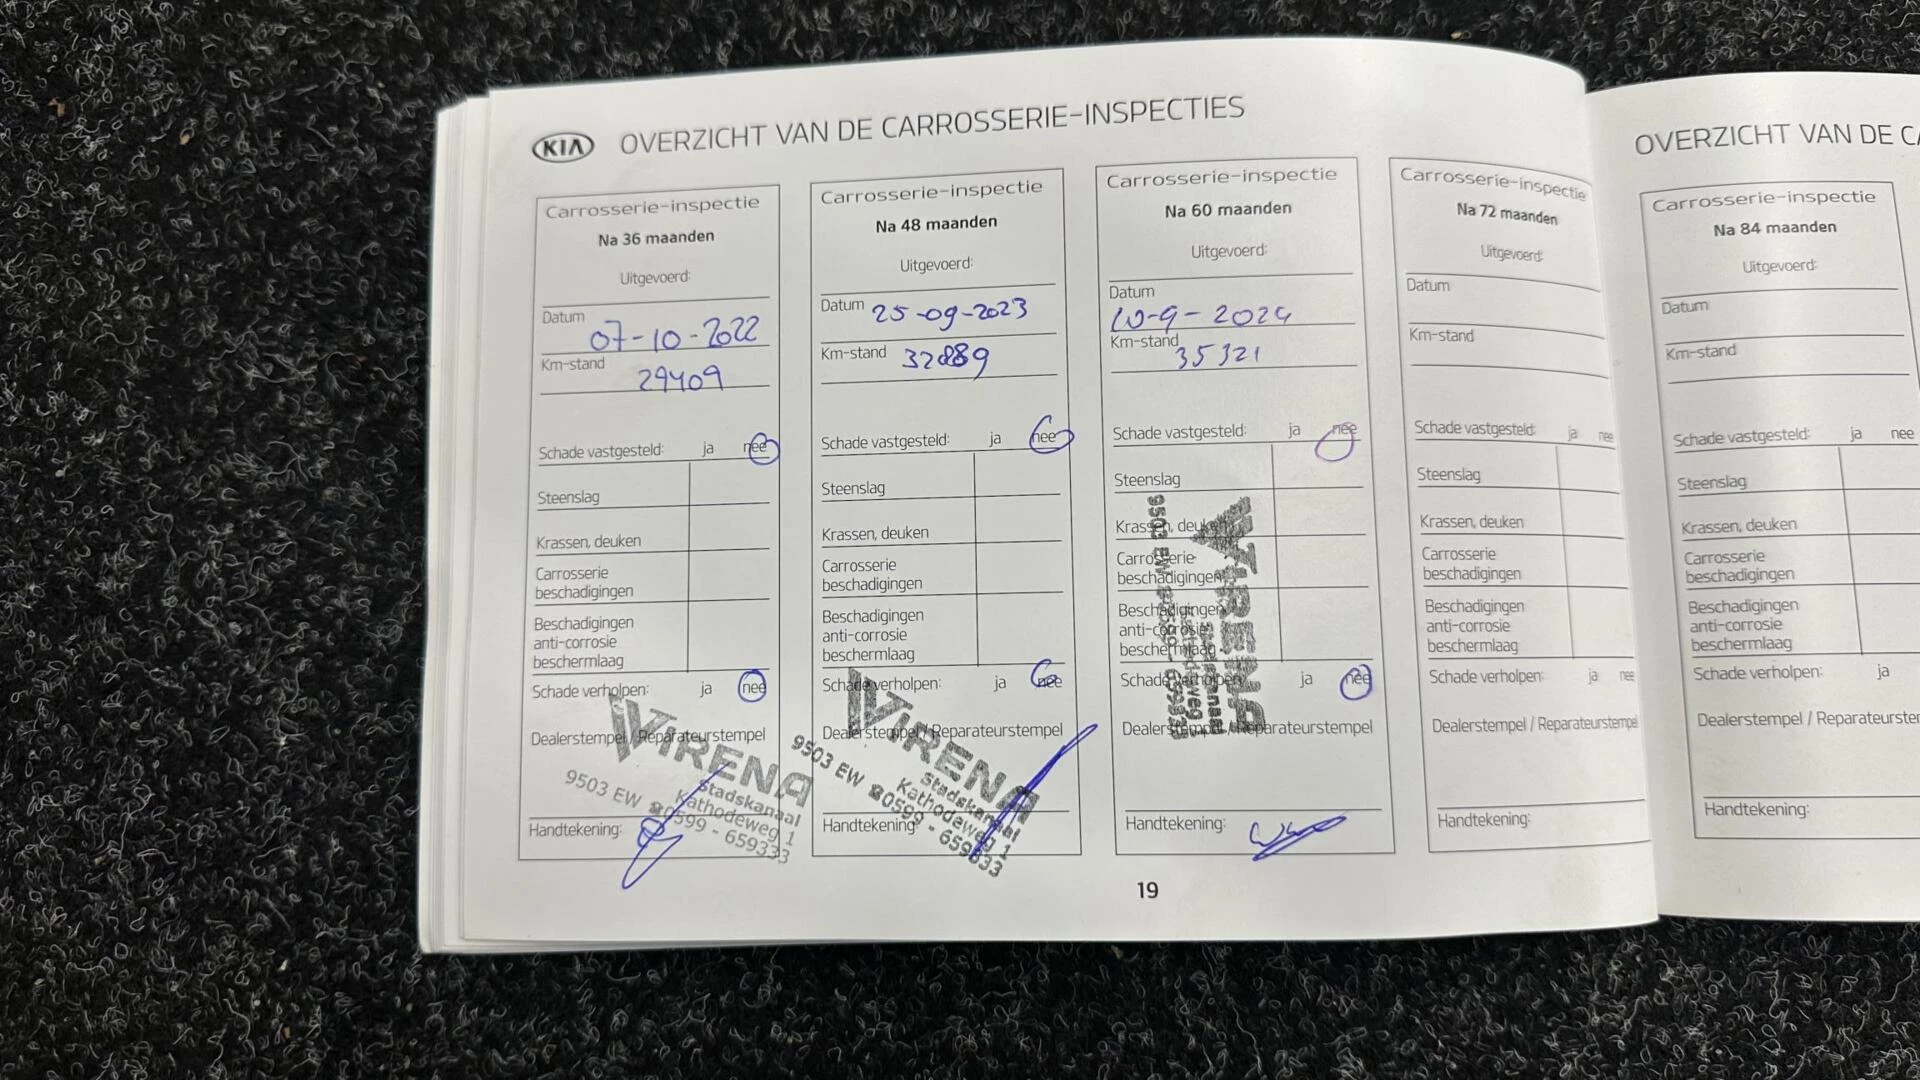 KIA OVERZICHT VAN DE CARROSSERIE-INSPECTIES
Carrosserie-inspectie
Na 36 maanden
Uitgevoerd:
Datum 07-10-2022
Km-stand 29409
Schade vastgesteld: ja nee
Steenslag
Krassen, deuken
Carrosserie
beschadigingen
Beschadigingen
anti-corrosie
beschermlaag
Schade verholpen: ja nee
Dealerstempel / Reparateurstempel
VIRENA
Stadskanaal
Kathodeweg 1
9503 EW ☎0599 - 659333
Handtekening:
Carrosserie-inspectie
Na 48 maanden
Uitgevoerd:
Datum 25-09-2023
Km-stand 32889
Schade vastgesteld: ja nee
Steenslag
Krassen, deuken
Carrosserie
beschadigingen
Beschadigingen
anti-corrosie
beschermlaag
Schade verholpen: ja nee
Dealerstempel / Reparateurstempel
VIRENA
Stadskanaal
Kathodeweg 1
9503 EW ☎0599 - 659333
Handtekening:
Carrosserie-inspectie
Na 60 maanden
Uitgevoerd:
Datum
10-9-2024
Km-stand 35321
Schade vastgesteld: ja nee
Steenslag
Krassen, deuken
Carrosserie
beschadigingen
Beschadigingen
anti-corrosie
beschermlaag
Schade verholpen: ja nee
Dealerstempel / Reparateurstempel
VIRENA
Stadskanaal
9503 EW
Handtekening:
Carrosserie-inspectie
Na 72 maanden
Uitgevoerd:
Datum
Km-stand
Schade vastgesteld: ja nee
Steenslag
Krassen, deuken
Carrosserie
beschadigingen
Beschadigingen
anti-corrosie
beschermlaag
Schade verholpen: ja nee
Dealerstempel / Reparateurstempel
Handtekening:
19
OVERZICHT VAN DE CA
Carrosserie-inspectie
Na 84 maanden
Uitgevoerd:
Datum
Km-stand
Schade vastgesteld: ja nee
Steenslag
Krassen, deuken
Carrosserie
beschadigingen
Beschadigingen
anti-corrosie
beschermlaag
Schade verholpen: ja
Dealerstempel / Reparateurste
Handtekening: